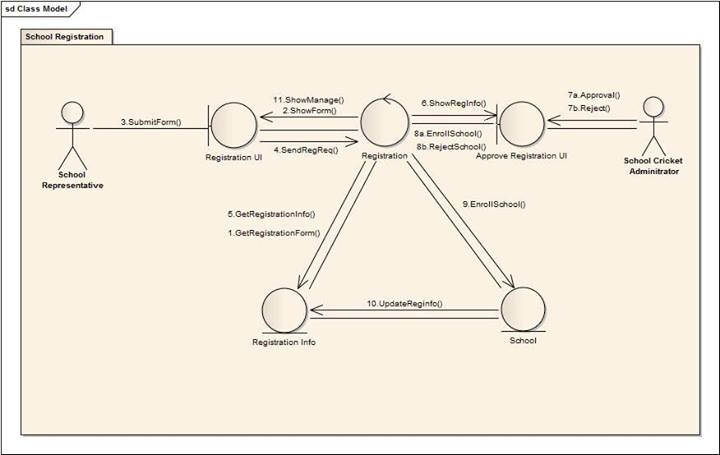 sd Class Model
School Registration
11.ShowManage()
2.ShowForm()
6.ShowRegInfo()
7a.Approval()
7b.Reject()
3.SubmitForm()
8a.EnrollSchool()
8b.RejectSchool()
4.SendRegReq()
Registration UI
Registration
Approve Registration UI
School
Representative
School Cricket
Adminitrator
5.GetRegistrationInfo()
1.GetRegistrationForm()
9.EnrollSchool()
10.UpdateReginfo()
Registration Info
School